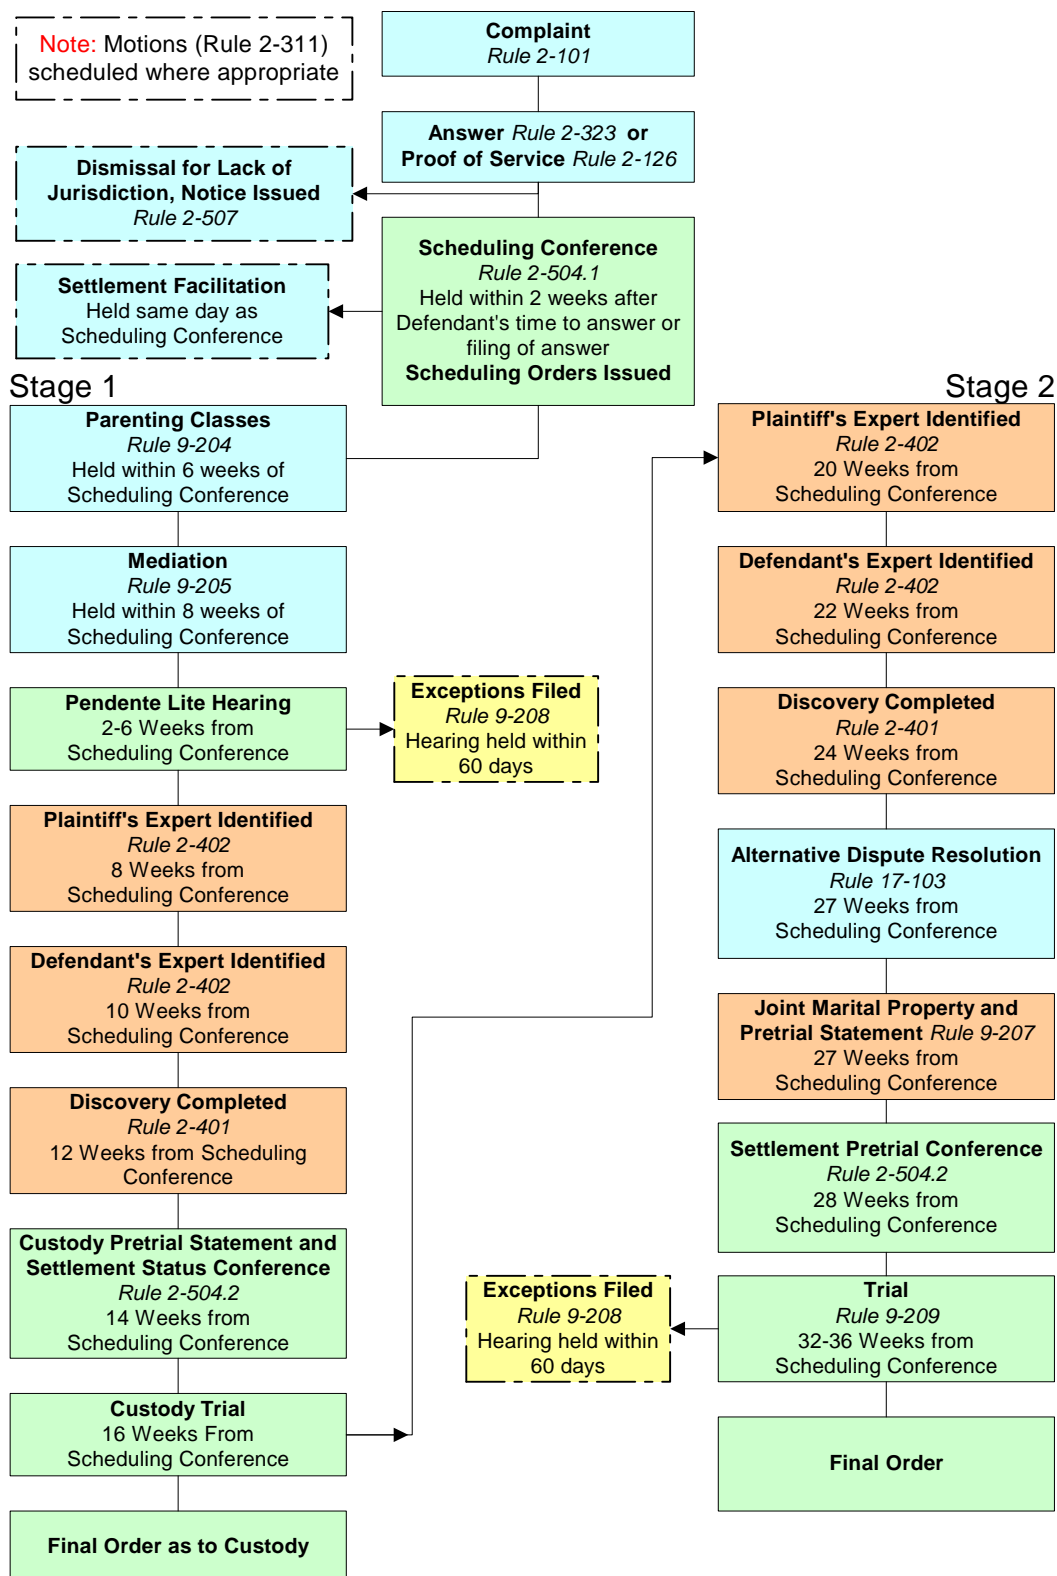 Note: Motions (Rule 2-311)
scheduled where appropriate
Complaint
Rule 2-101
Answer Rule 2-323 or
Proof of Service Rule 2-126
Dismissal for Lack of
Jurisdiction, Notice Issued
Rule 2-507
Scheduling Conference
Rule 2-504.1
Held within 2 weeks after
Defendant's time to answer or
filing of answer
Scheduling Orders Issued
Settlement Facilitation
Held same day as
Scheduling Conference
Stage 1
Parenting Classes
Rule 9-204
Held within 6 weeks of
Scheduling Conference
Mediation
Rule 9-205
Held within 8 weeks of
Scheduling Conference
Pendente Lite Hearing
2-6 Weeks from
Scheduling Conference
Exceptions Filed
Rule 9-208
Hearing held within
60 days
Plaintiff's Expert Identified
Rule 2-402
8 Weeks from
Scheduling Conference
Defendant's Expert Identified
Rule 2-402
10 Weeks from
Scheduling Conference
Discovery Completed
Rule 2-401
12 Weeks from Scheduling
Conference
Custody Pretrial Statement and
Settlement Status Conference
Rule 2-504.2
14 Weeks from
Scheduling Conference
Custody Trial
16 Weeks From
Scheduling Conference
Final Order as to Custody
Stage 2
Plaintiff's Expert Identified
Rule 2-402
20 Weeks from
Scheduling Conference
Defendant's Expert Identified
Rule 2-402
22 Weeks from
Scheduling Conference
Discovery Completed
Rule 2-401
24 Weeks from
Scheduling Conference
Alternative Dispute Resolution
Rule 17-103
27 Weeks from
Scheduling Conference
Joint Marital Property and
Pretrial Statement Rule 9-207
27 Weeks from
Scheduling Conference
Settlement Pretrial Conference
Rule 2-504.2
28 Weeks from
Scheduling Conference
Trial
Rule 9-209
32-36 Weeks from
Scheduling Conference
Exceptions Filed
Rule 9-208
Hearing held within
60 days
Final Order